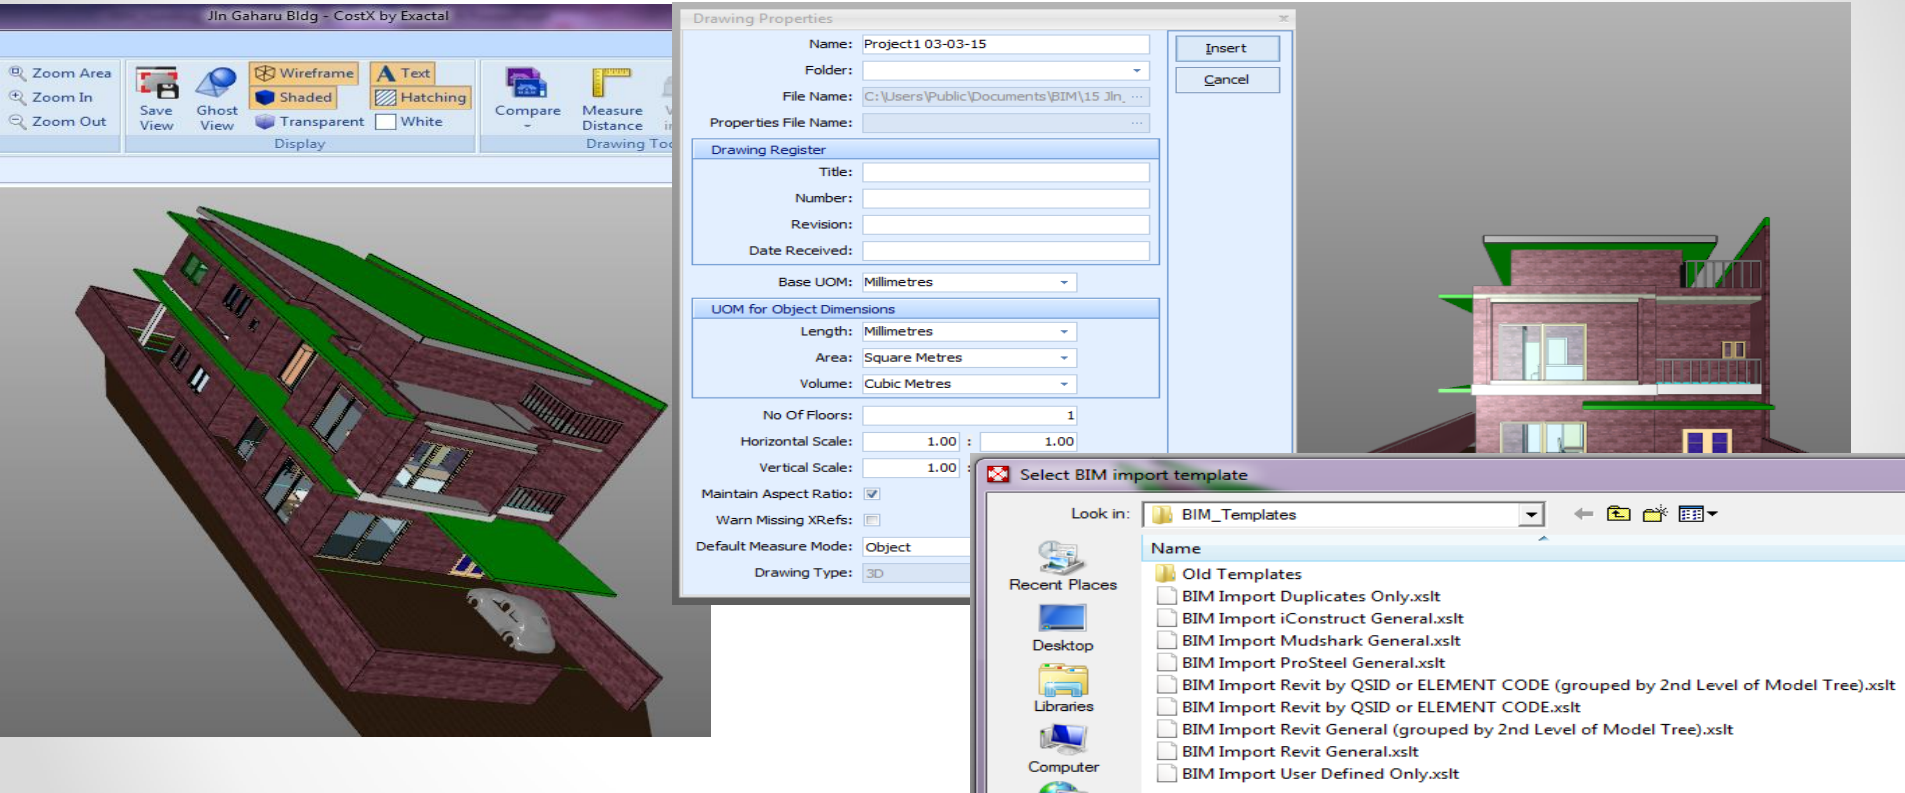 Jln Gaharu Bldg - CostX by Exactal
Zoom Area
Zoom In
Zoom Out
Save View
Ghost View
Wireframe
Shaded
Transparent
Text
Hatching
White
Display
Compare
Measure Distance
Drawing
Drawing Properties
Name: Project1 03-03-15
Folder:
File Name: C:\Users\Public\Documents\BIM\15 Jln_ ...
Properties File Name: ...
Drawing Register
Title:
Number:
Revision:
Date Received:
Base UOM: Millimetres
UOM for Object Dimensions
Length: Millimetres
Area: Square Metres
Volume: Cubic Metres
No Of Floors: 1
Horizontal Scale: 1.00 : 1.00
Vertical Scale: 1.00 :
Maintain Aspect Ratio:
Warn Missing XRefs:
Default Measure Mode: Object
Drawing Type: 3D
Insert
Cancel
Select BIM import template
Look in: BIM_Templates
Recent Places
Desktop
Libraries
Computer
Name
Old Templates
BIM Import Duplicates Only.xslt
BIM Import iConstruct General.xslt
BIM Import Mudshark General.xslt
BIM Import ProSteel General.xslt
BIM Import Revit by QSID or ELEMENT CODE (grouped by 2nd Level of Model Tree).xslt
BIM Import Revit by QSID or ELEMENT CODE.xslt
BIM Import Revit General (grouped by 2nd Level of Model Tree).xslt
BIM Import Revit General.xslt
BIM Import User Defined Only.xslt